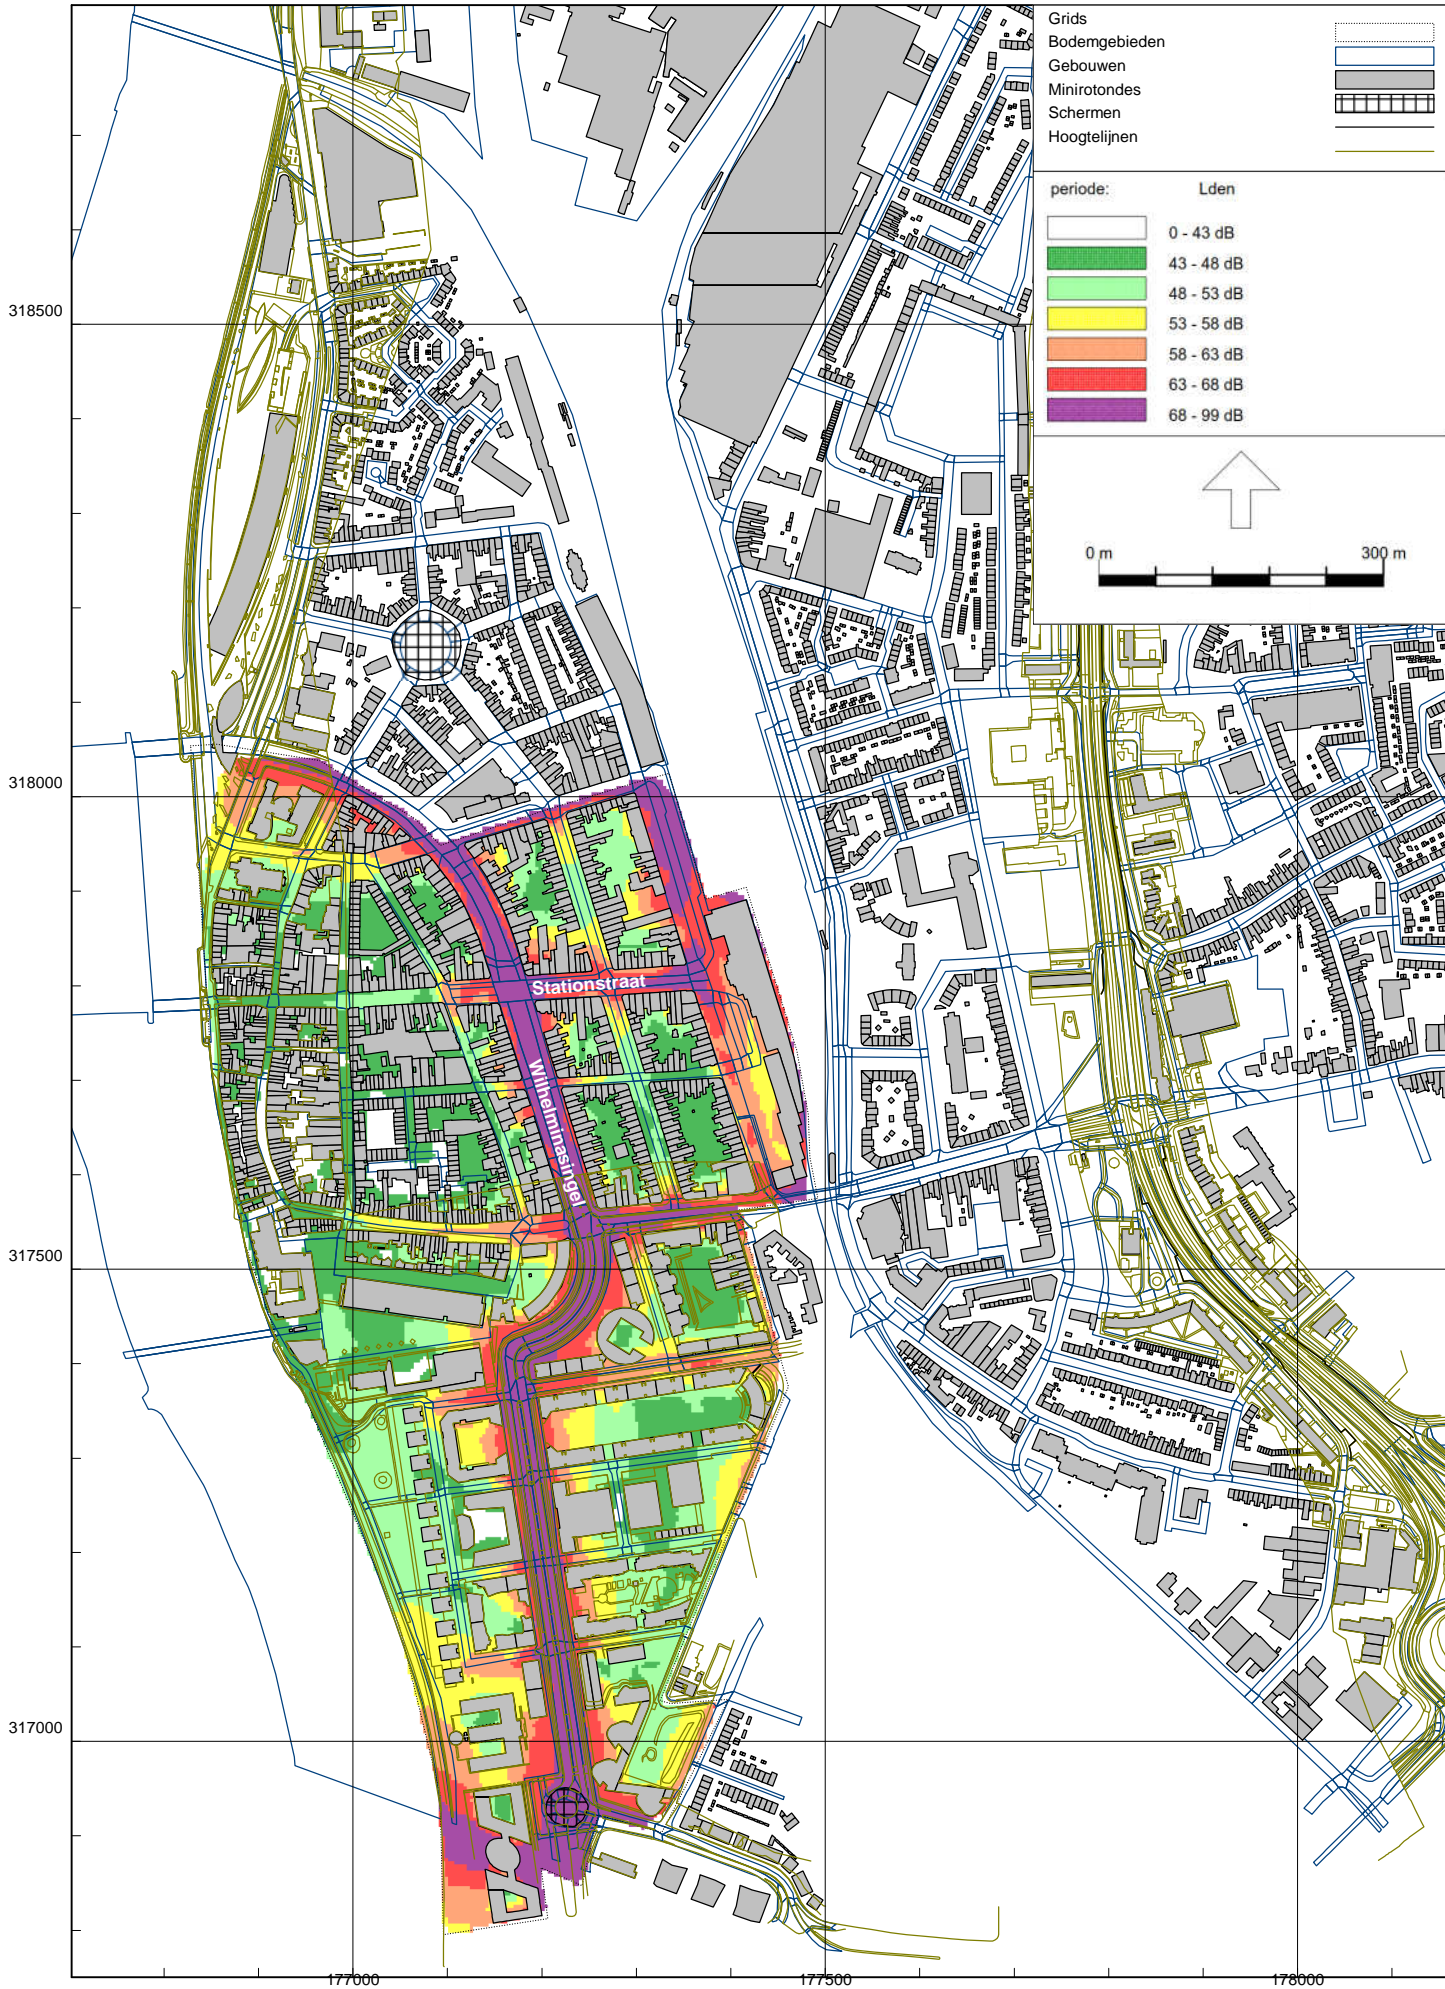 Grids
Bodemgebieden
Gebouwen
Minirotondes
Schermen
Hoogtelijnen
periode: Lden
0 - 43 dB
43 - 48 dB
48 - 53 dB
53 - 58 dB
58 - 63 dB
63 - 68 dB
68 - 99 dB
0 m 300 m
318500
318000
Stationstraat
Wilhelminasingel
317500
317000
177000 177500 178000